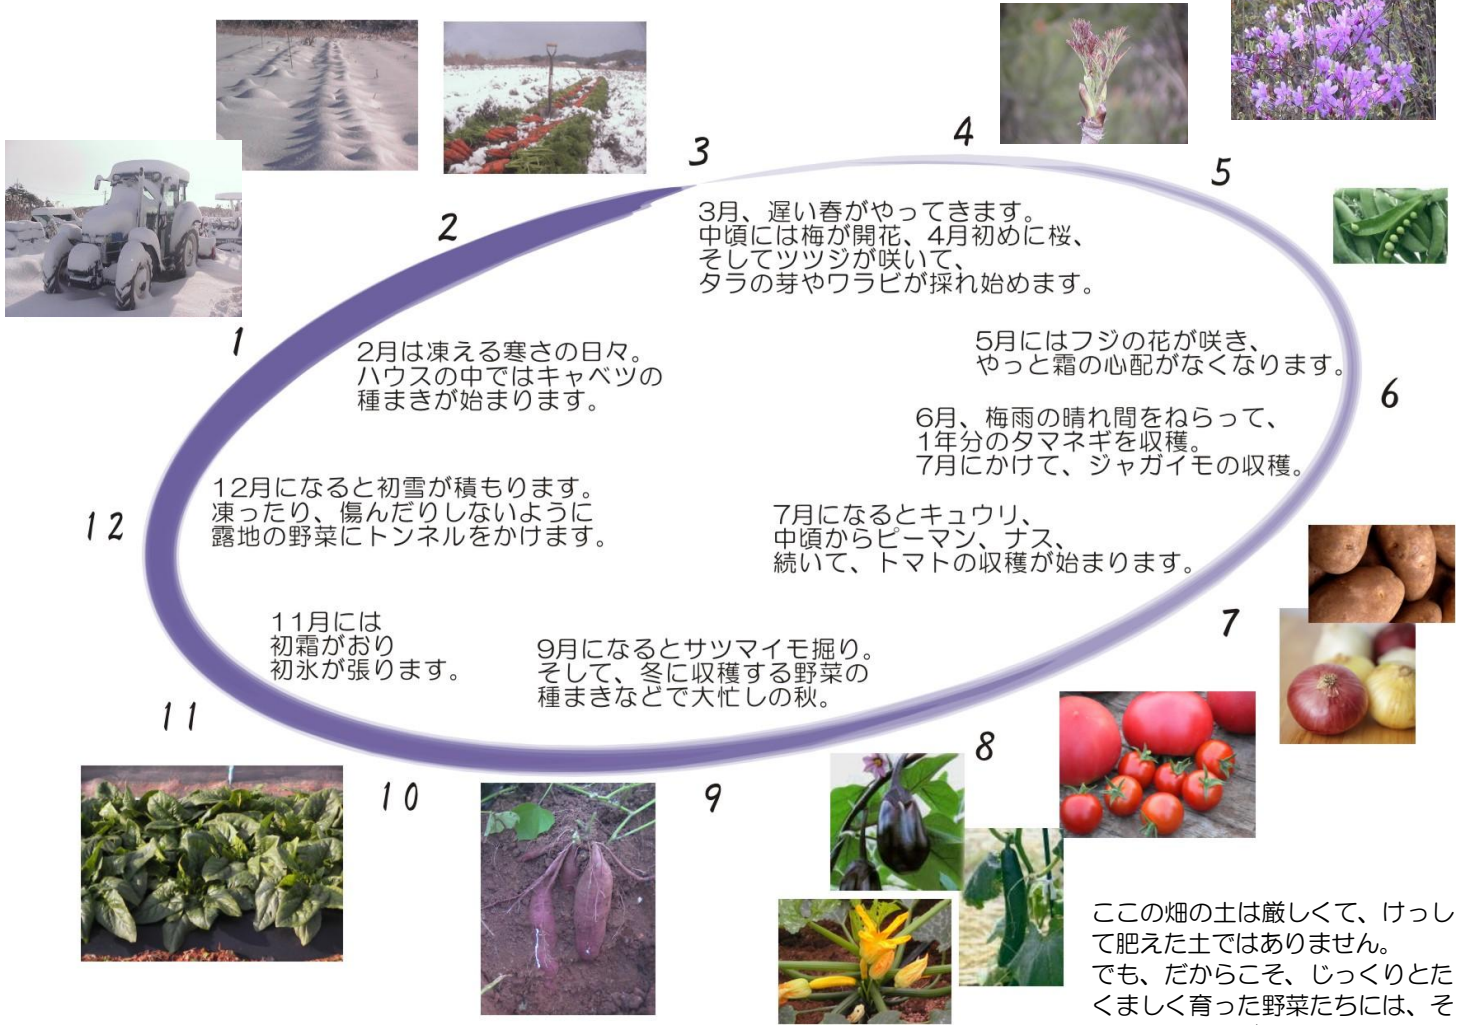 3
4
5
6
7
8
9
10
11
12
1
2
3月、遅い春がやってきます。
中頃には梅が開花、4月初めに桜、
そしてツツジが咲いて、
タラの芽やワラビが採れ始めます。
5月にはフジの花が咲き、
やっと霜の心配がなくなります。
6月、梅雨の晴れ間をねらって、
1年分のタマネギを収穫。
7月にかけて、ジャガイモの収穫。
7月になるとキュウリ、
中頃からピーマン、ナス、
続いて、トマトの収穫が始まります。
9月になるとサツマイモ掘り。
そして、冬に収穫する野菜の
種まきなどで大忙しの秋。
11月には
初霜がおり
初氷が張ります。
12月になると初雪が積もります。
凍ったり、傷んだりしないように
露地の野菜にトンネルをかけます。
2月は凍える寒さの日々。
ハウスの中ではキャベツの
種まきが始まります。
ここの畑の土は厳しくて、けっし
て肥えた土ではありません。
でも、だからこそ、じっくりとた
くましく育った野菜たちには、そ